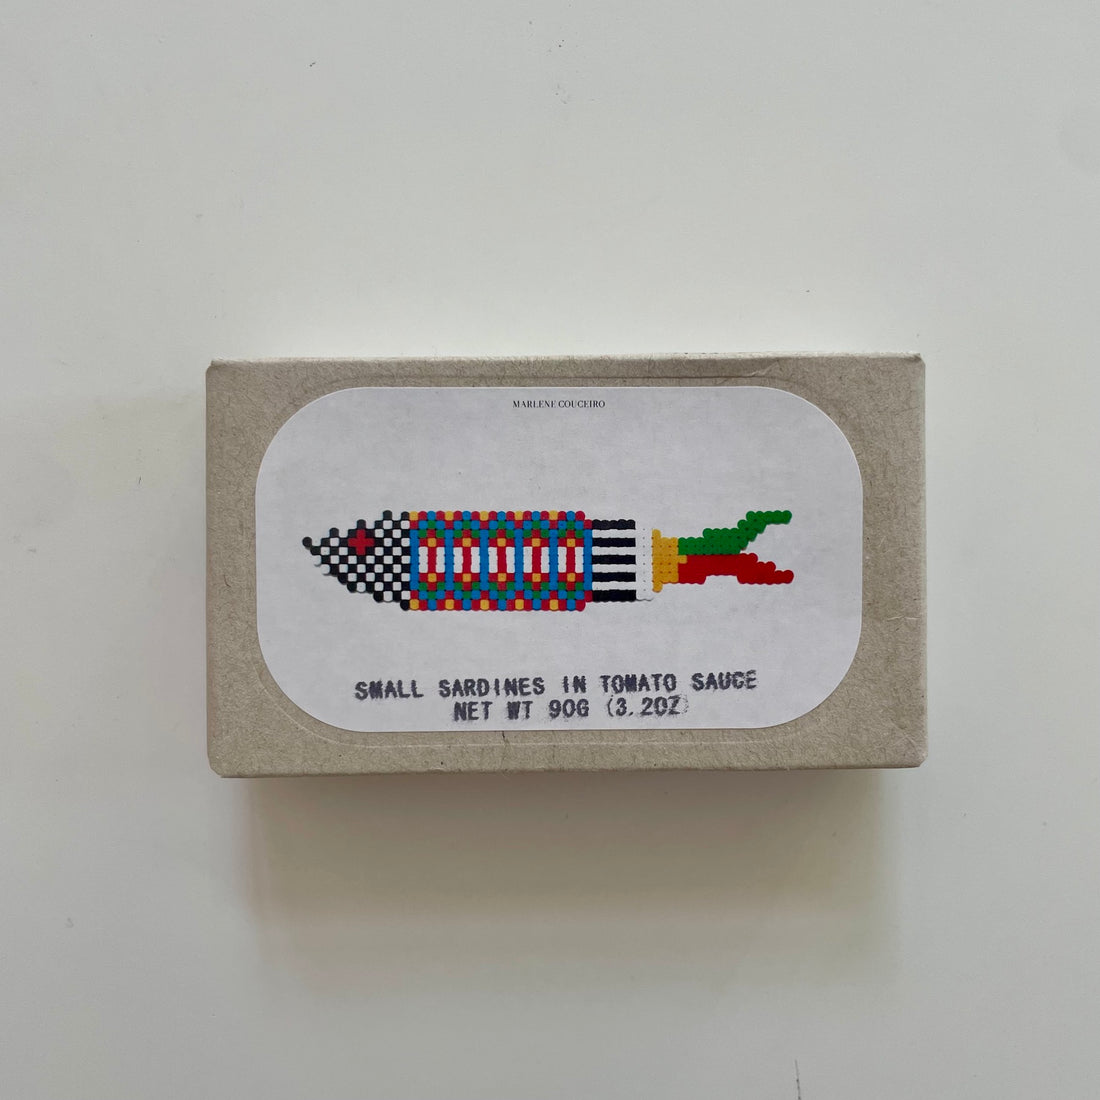 MARLENE COUCEIRO
SMALL SARDINES IN TOMATO SAUCE
NET WT 90G (3.2OZ)